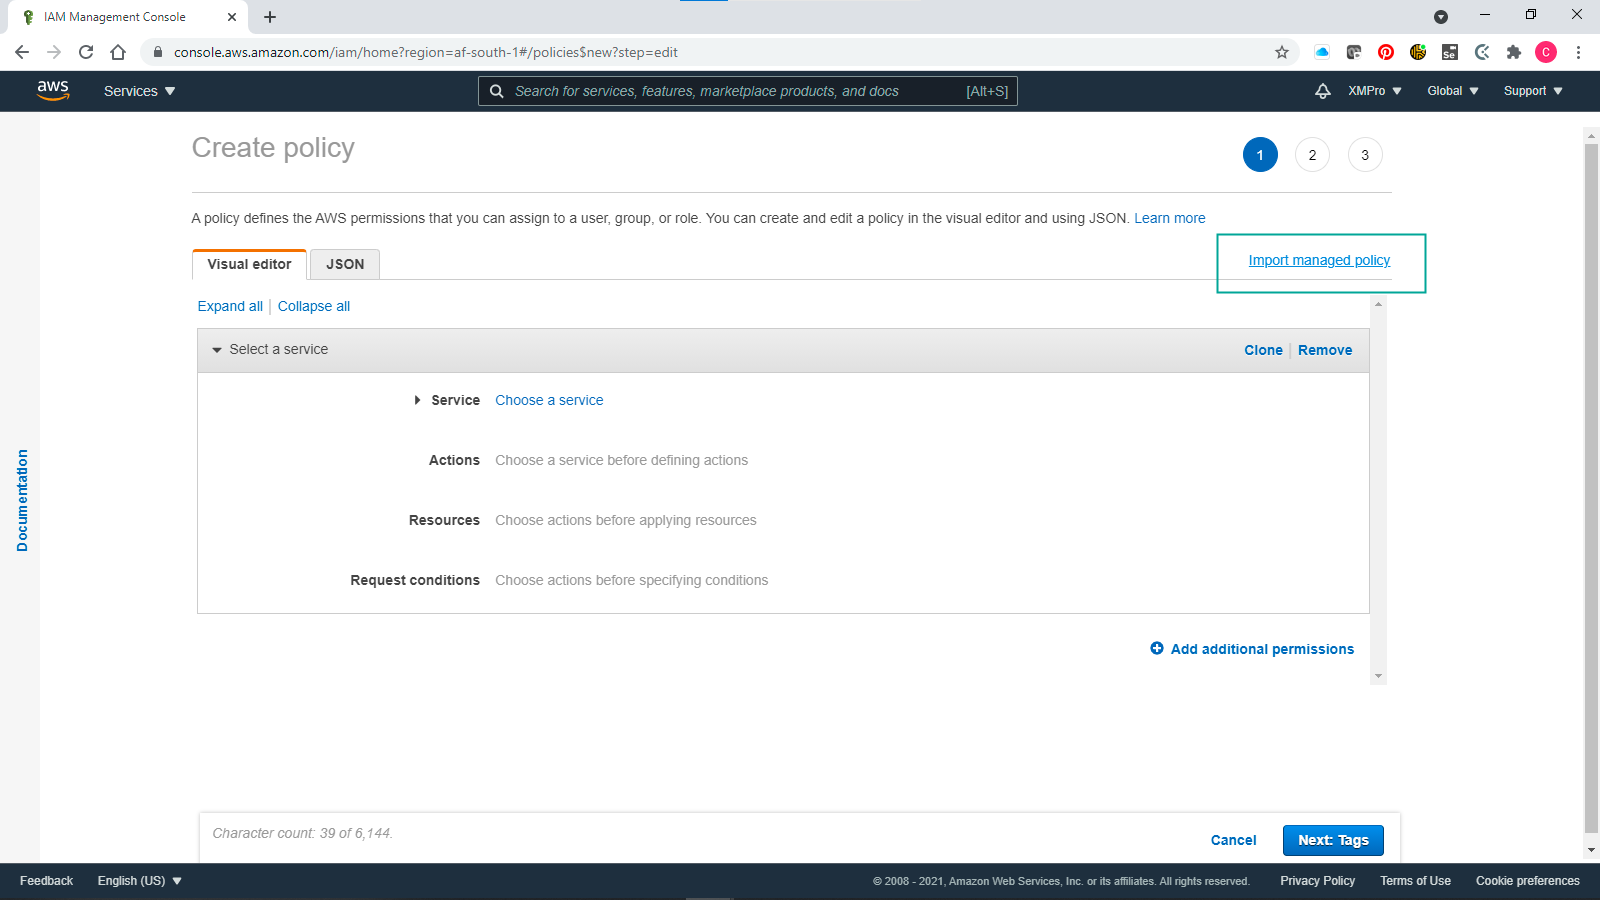 IAM Management Console
console.aws.amazon.com/iam/home?region=af-south-1#/policies$new?step=edit
Se
C
aws
Services
Search for services, features, marketplace products, and docs
[Alt+S]
XMPro
Global
Support
Create policy
1
2
3
A policy defines the AWS permissions that you can assign to a user, group, or role. You can create and edit a policy in the visual editor and using JSON. Learn more
Visual editor
JSON
Import managed policy
Expand all
Collapse all
Select a service
Clone
Remove
Service
Choose a service
Actions
Choose a service before defining actions
Resources
Choose actions before applying resources
Request conditions
Choose actions before specifying conditions
Add additional permissions
Documentation
Character count: 39 of 6,144.
Cancel
Next: Tags
Feedback
English (US)
© 2008 - 2021, Amazon Web Services, Inc. or its affiliates. All rights reserved.
Privacy Policy
Terms of Use
Cookie preferences